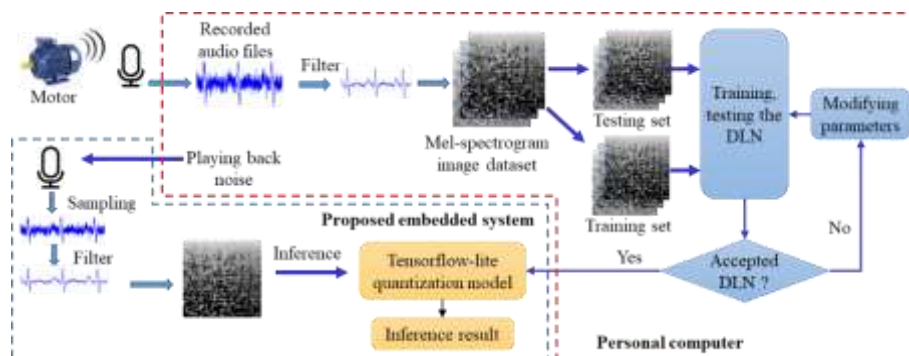 Recorded
audio files
Motor
Filter
Mel-spectrogram
image dataset
Testing set
Training set
Training,
testing the
DLN
Modifying
parameters
Playing back
noise
Sampling
Filter
Proposed embedded system
Inference
Tensorflow-lite
quantization model
Inference result
Yes
Accepted
DLN ?
No
Personal computer